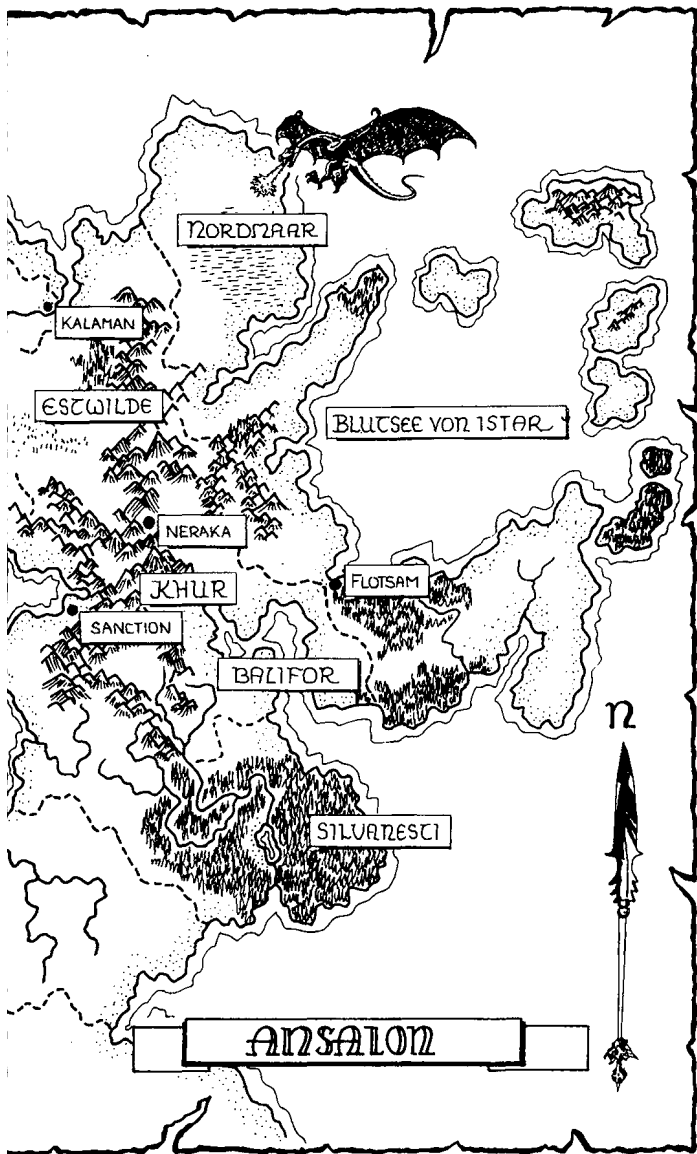 NORDMAAR
KALAMAN
ESTWILDE
BLUTSEE VON ISTAR
NERAKA
FLOTSAM
KHUR
SANCTION
BALIFOR
N
SILVANESTI
ANSALON